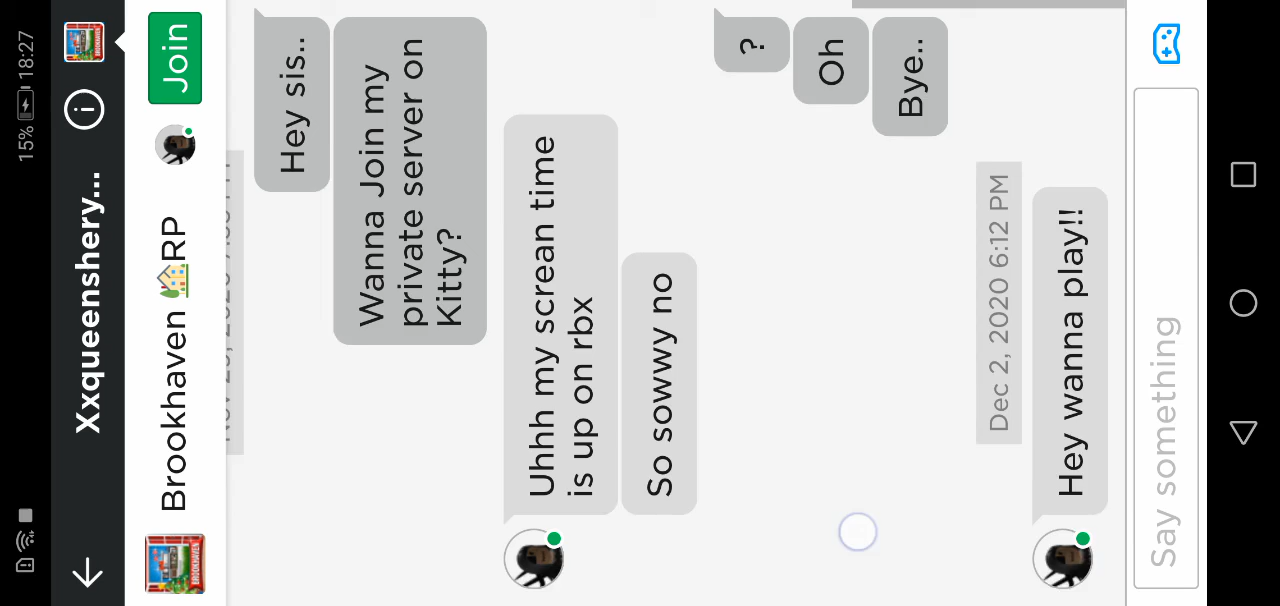 15% 18:27
Xxqueenshery...
Brookhaven RP
Join
Hey sis..
Wanna Join my
private server on
Kitty?
Uhhh my screan time
is up on rbx
So sowwy no
?
Oh
Bye..
Dec 2, 2020 6:12 PM
Hey wanna play!!
Say something